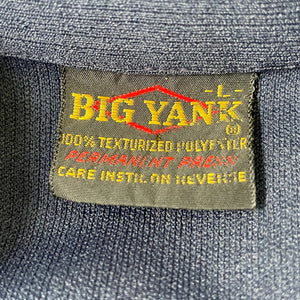 -L-
BIG YANK
®
100% TEXTURIZED POLYESTER
PERMANENT PRESS
CARE INSTR. ON REVERSE